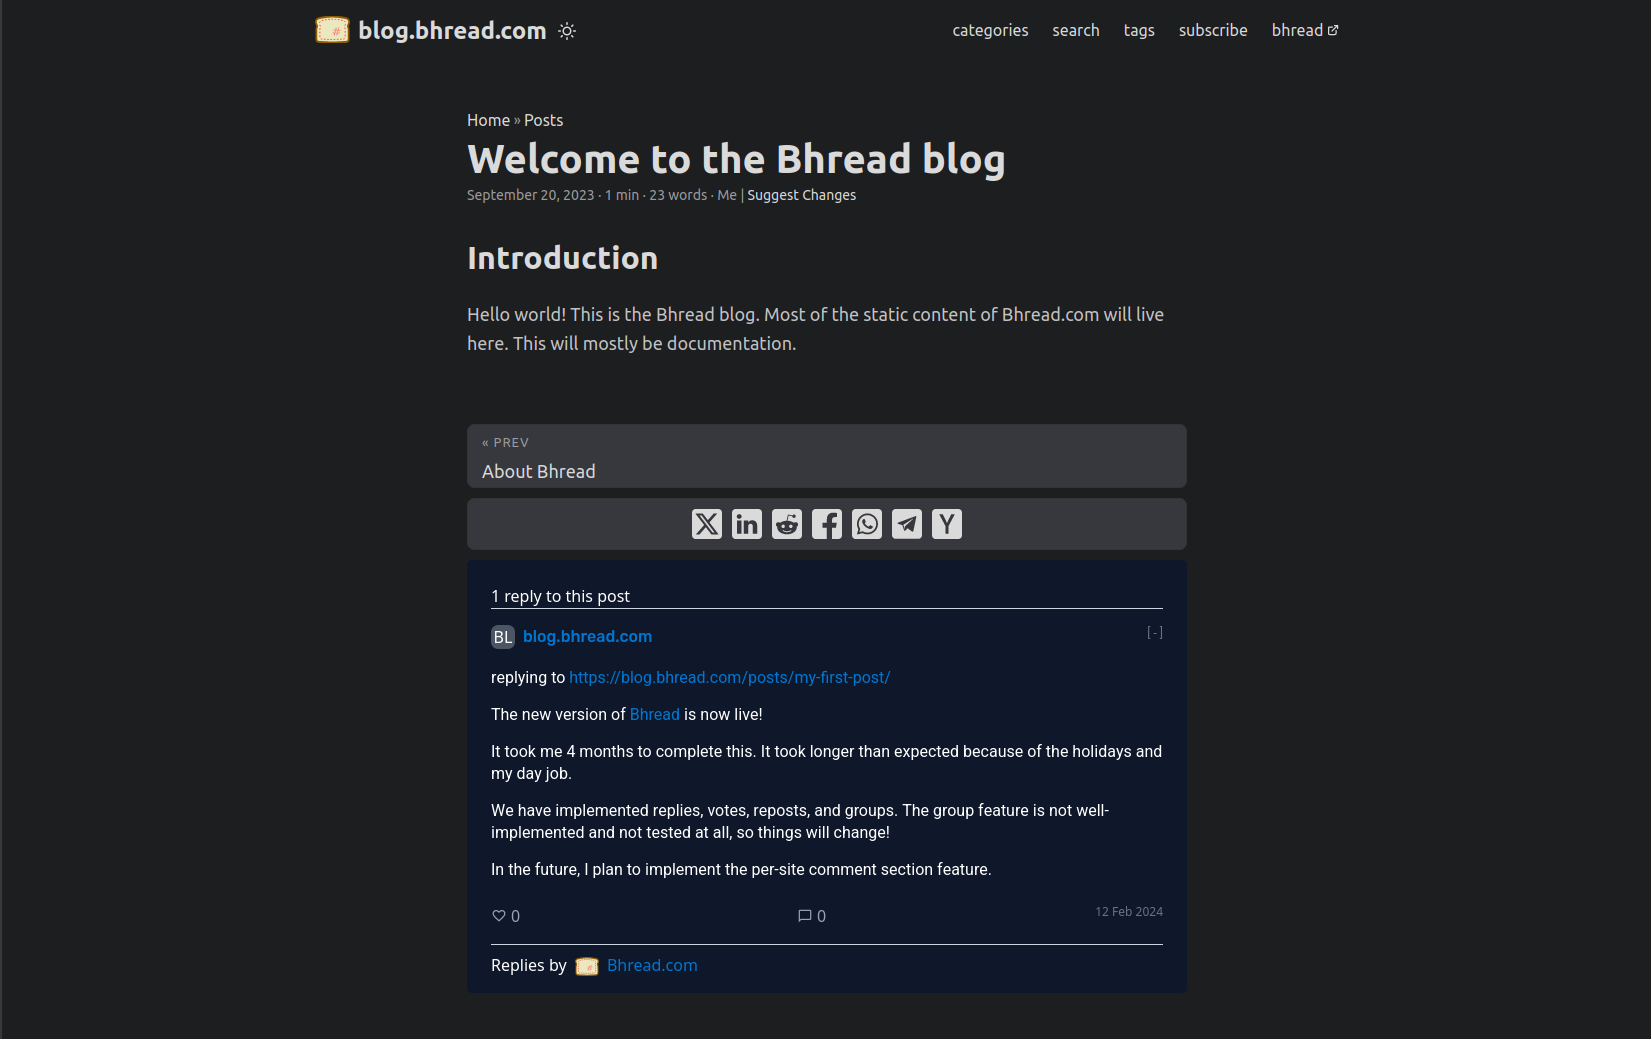 blog.bhread.com
categories search tags subscribe bhread
Home » Posts
Welcome to the Bhread blog
September 20, 2023 · 1 min · 23 words · Me | Suggest Changes
Introduction
Hello world! This is the Bhread blog. Most of the static content of Bhread.com will live
here. This will mostly be documentation.
« PREV
About Bhread
1 reply to this post
BL blog.bhread.com [-]
replying to https://blog.bhread.com/posts/my-first-post/
The new version of Bhread is now live!
It took me 4 months to complete this. It took longer than expected because of the holidays and
my day job.
We have implemented replies, votes, reposts, and groups. The group feature is not well-
implemented and not tested at all, so things will change!
In the future, I plan to implement the per-site comment section feature.
0 0 12 Feb 2024
Replies by Bhread.com